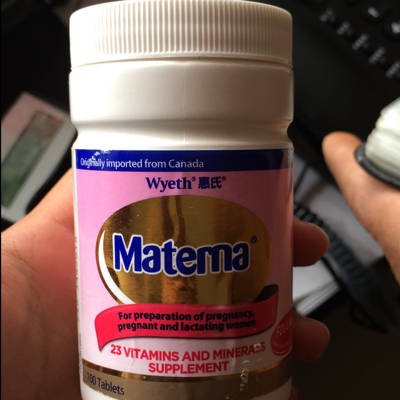 Originally imported from Canada
Wyeth® 惠氏®
Materna®
For preparation of pregnancy,
pregnant and lactating women
23 VITAMINS AND MINERALS
SUPPLEMENT
100 Tablets